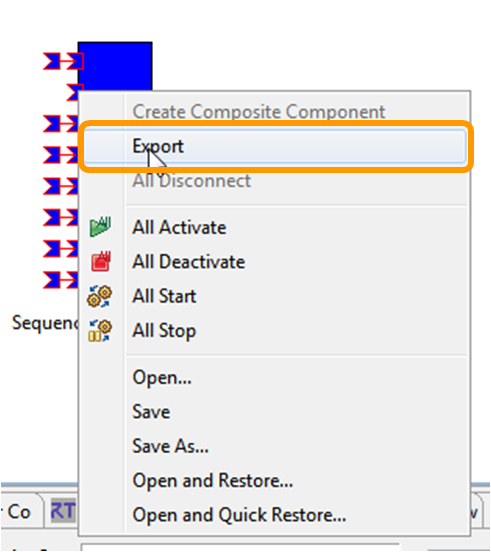 Create Composite Component
Export
All Disconnect
All Activate
All Deactivate
All Start
Sequenc
All Stop
Open...
Save
Save As...
Open and Restore...
Co
RT
Open and Quick Restore...